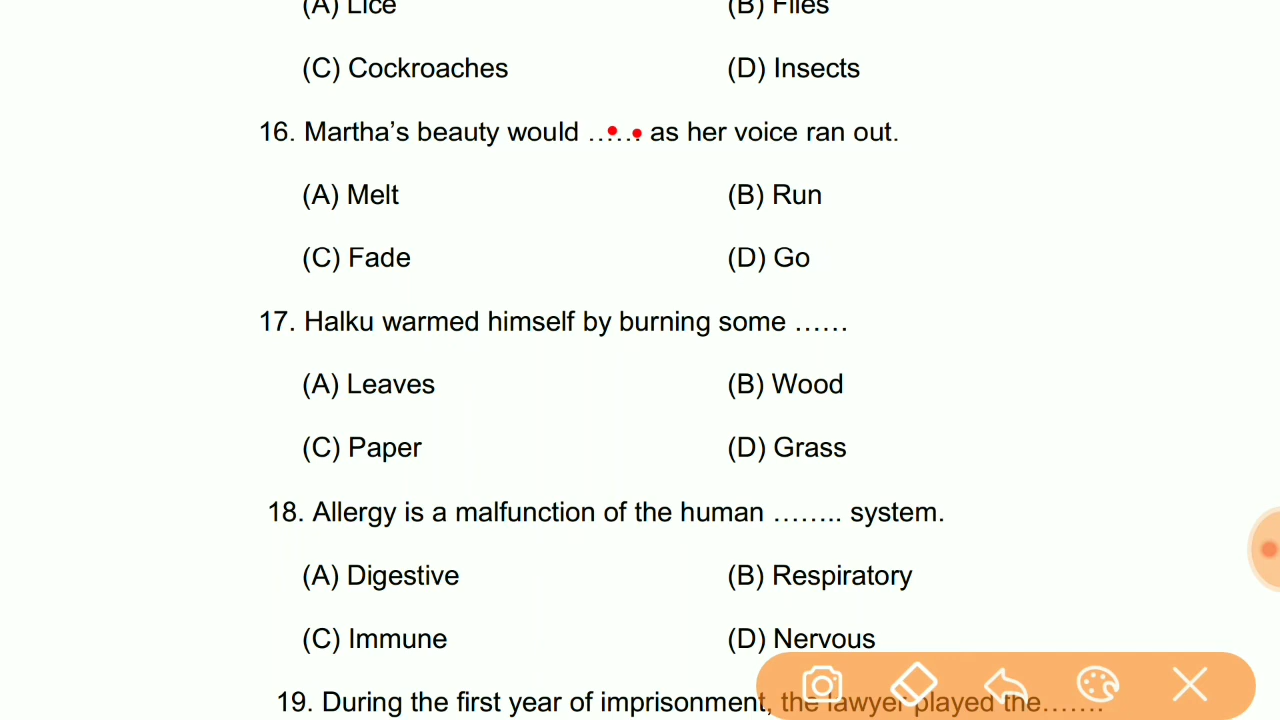 (A) Lice (B) Flies
(C) Cockroaches (D) Insects
16. Martha's beauty would …… as her voice ran out.
(A) Melt (B) Run
(C) Fade (D) Go
17. Halku warmed himself by burning some ……
(A) Leaves (B) Wood
(C) Paper (D) Grass
18. Allergy is a malfunction of the human …….. system.
(A) Digestive (B) Respiratory
(C) Immune (D) Nervous
19. During the first year of imprisonment, the lawyer played the…….